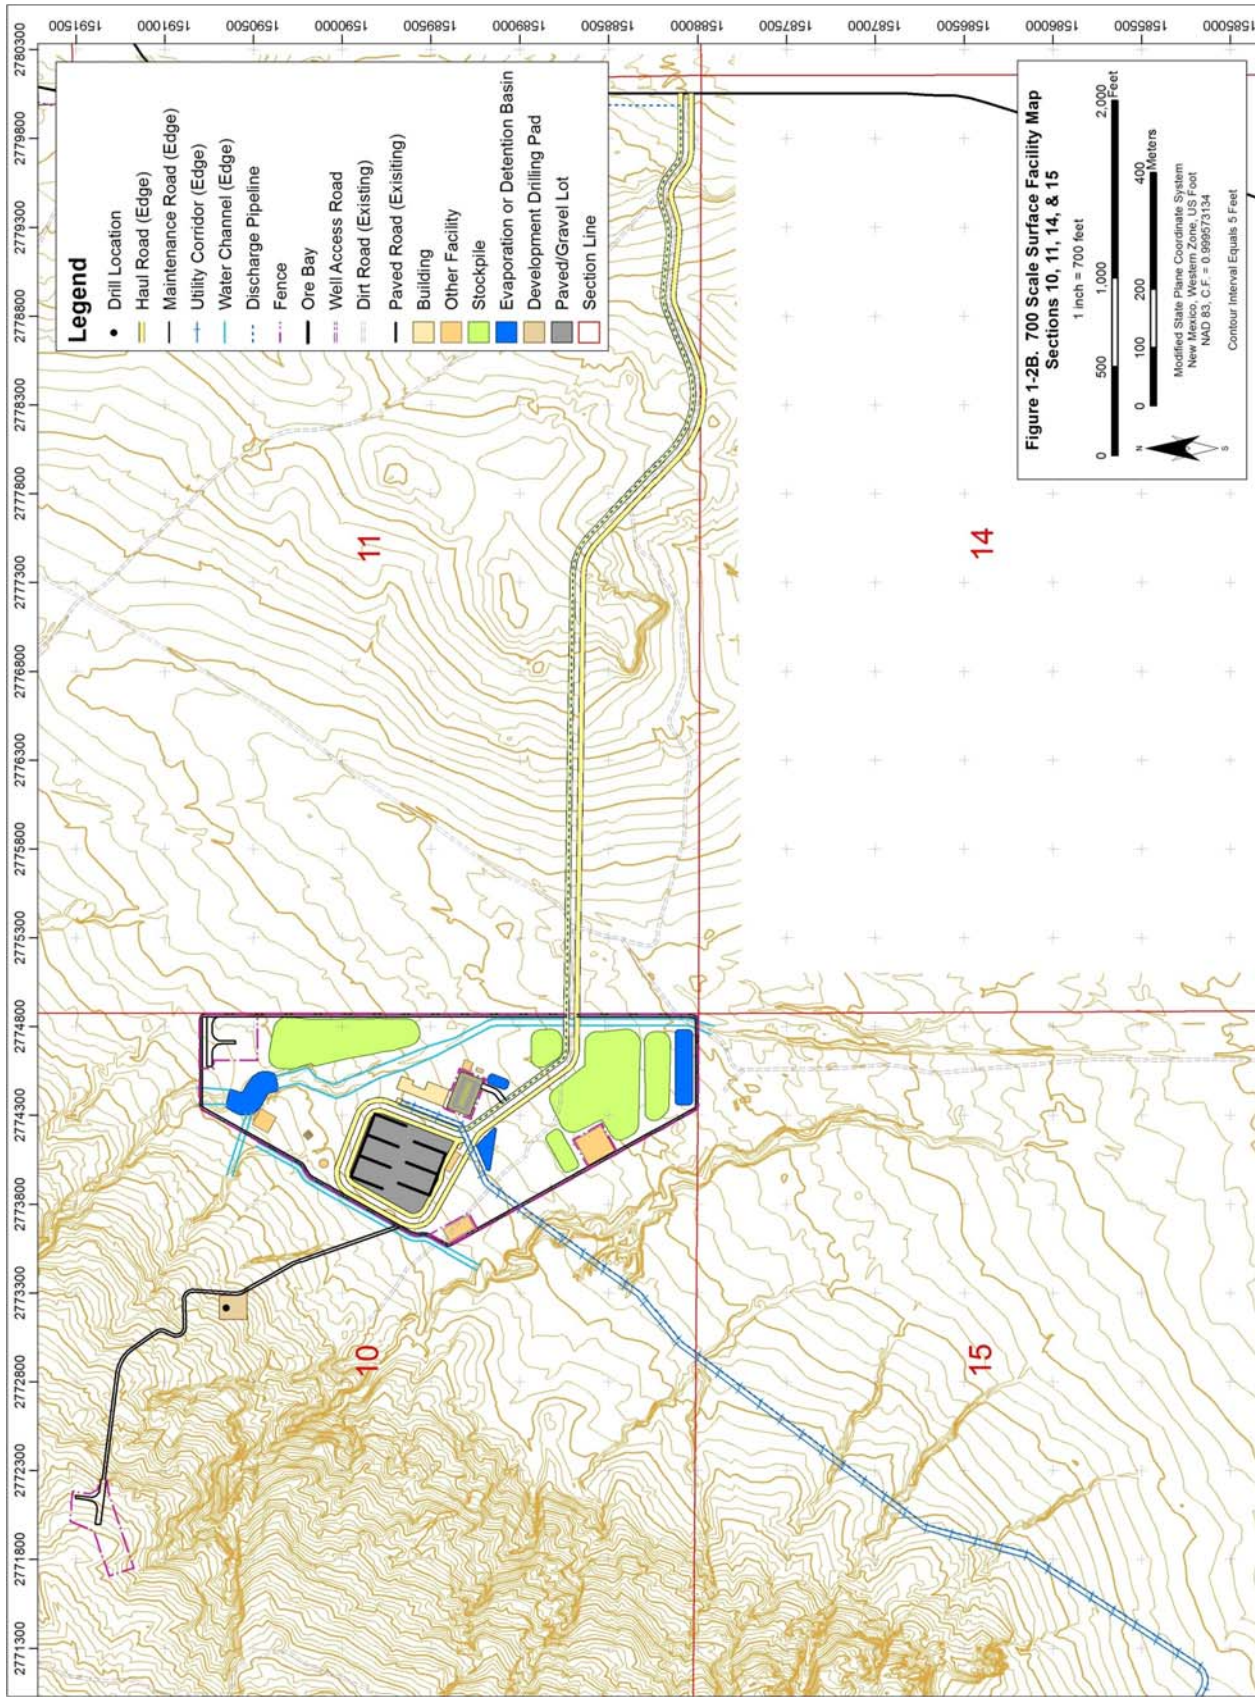 2771300 2771800 2772300 2772800 2773300 2773800 2774300 2774800 2775300 2775800 2776300 2776800 2777300 2777800 2778300 2778800 2779300 2779800 2780300
1591500
1591000
1590500
1590000
1589500
1589000
1588500
1588000
1587500
1587000
1586500
1586000
1585500
1585000
Legend
Drill Location
Haul Road (Edge)
Maintenance Road (Edge)
Utility Corridor (Edge)
Water Channel (Edge)
Discharge Pipeline
Fence
Ore Bay
Well Access Road
Dirt Road (Existing)
Paved Road (Exisiting)
Building
Other Facility
Stockpile
Evaporation or Detention Basin
Development Drilling Pad
Paved/Gravel Lot
Section Line
10
11
15
14
Figure 1-2B. 700 Scale Surface Facility Map
Sections 10, 11, 14, & 15
1 inch = 700 feet
0 500 1,000 2,000
Feet
0 100 200 400
Meters
N
S
Modified State Plane Coordinate System
New Mexico, Western Zone, US Foot
NAD 83, C.F. = 0.999573134
Contour Interval Equals 5 Feet